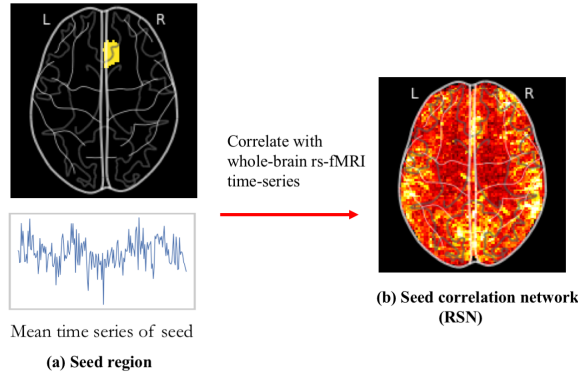 L R
Mean time series of seed
(a) Seed region
Correlate with
whole-brain rs-fMRI
time-series
L R
(b) Seed correlation network
(RSN)